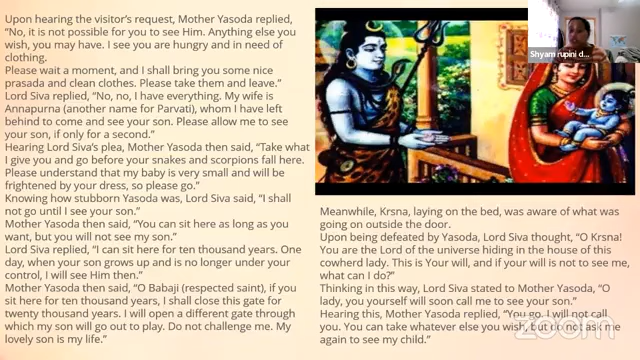 Upon hearing the visitor's request, Mother Yasoda replied,
"No, it is not possible for you to see Him. Anything else you
wish, you may have. I see you are hungry and in need of
clothing.
Please wait a moment, and I shall bring you some nice
prasada and clean clothes. Please take them and leave."
Lord Siva replied, "No, no, I have everything. My wife is
Annapurna (another name for Parvati), whom I have left
behind to come and see your son. Please allow me to see
your son, if only for a second."
Hearing Lord Siva's plea, Mother Yasoda then said, "Take what
I give you and go before your snakes and scorpions fall here.
Please understand that my baby is very small and will be
frightened by your dress, so please go."
Knowing how stubborn Yasoda was, Lord Siva said, "I shall
not go until I see your son."
Mother Yasoda then said, "You can sit here as long as you
want, but you will not see my son."
Lord Siva replied, "I can sit here for ten thousand years. One
day, when your son grows up and is no longer under your
control, I will see Him then."
Mother Yasoda then said, "O Babaji (respected saint), if you
sit here for ten thousand years, I shall close this gate for
twenty thousand years. I will open a different gate through
which my son will go out to play. Do not challenge me. My
lovely son is my life."
Shyam rupini d...
Meanwhile, Krsna, laying on the bed, was aware of what was
going on outside the door.
Upon being defeated by Yasoda, Lord Siva thought, "O Krsna!
You are the Lord of the universe hiding in the house of this
cowherd lady. This is Your will, and if your will is not to see me,
what can I do?"
Thinking in this way, Lord Siva stated to Mother Yasoda, "O
lady, you yourself will soon call me to see your son."
Hearing this, Mother Yasoda replied, "You go. I will not call
you. You can take whatever else you wish, but do not ask me
again to see my child."
zoom